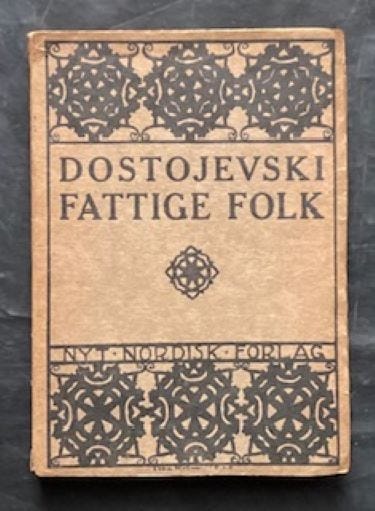 DOSTOJEVSKI
FATTIGE FOLK
NYT · NORDISK · FORLAG